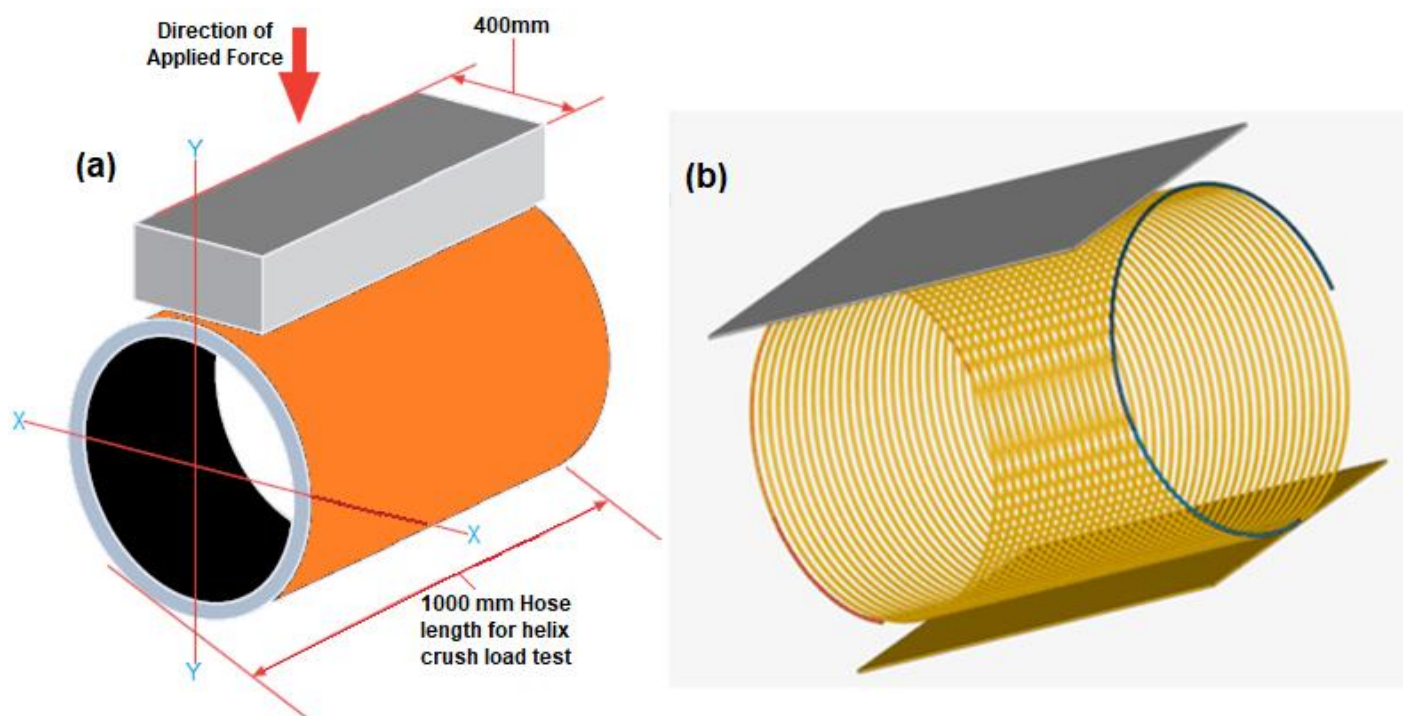 Direction of
Applied Force
400mm
(a)
Y
X
X
Y
1000 mm Hose
length for helix
crush load test
(b)